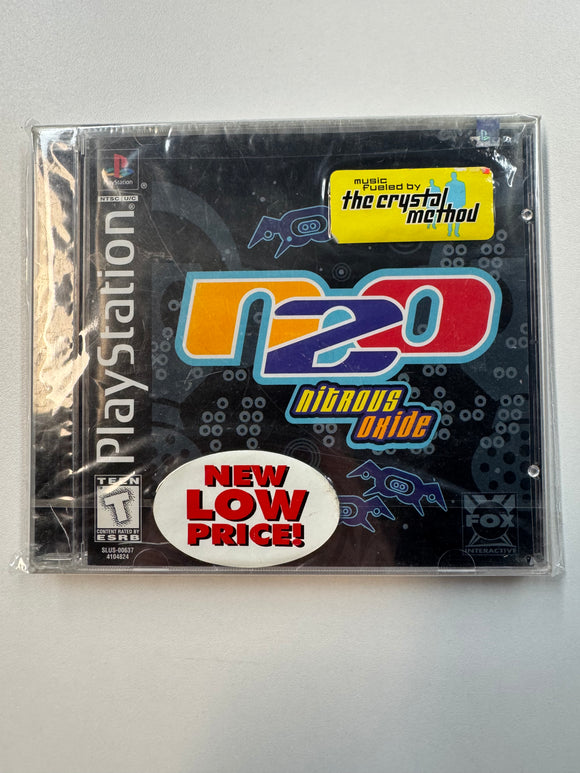 PlayStation
NTSC U/C
PlayStation
music
fueled by
the crystal
method
n2o
nitrous
oxide
NEW
LOW
PRICE!
TEEN
T
CONTENT RATED BY
ESRB
SLUS-00637
4104824
FOX
INTERACTIVE